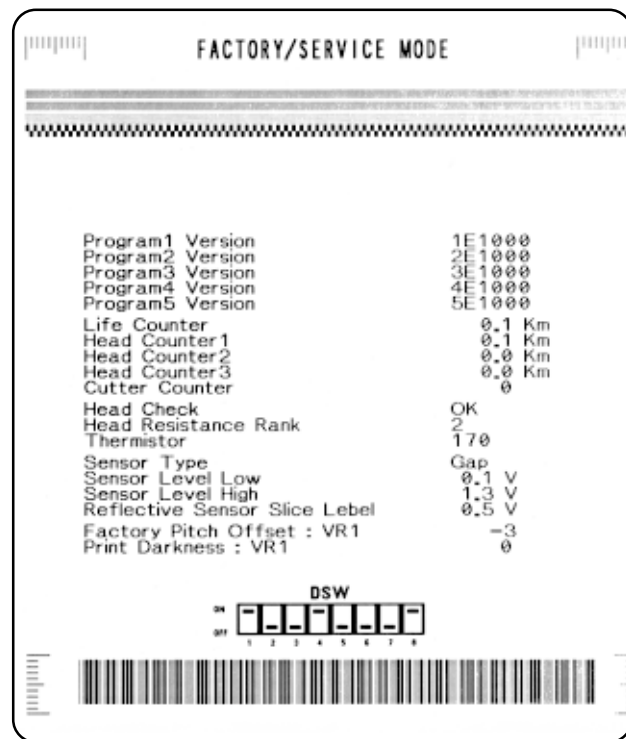 FACTORY/SERVICE MODE
Program1 Version 1E1000
Program2 Version 2E1000
Program3 Version 3E1000
Program4 Version 4E1000
Program5 Version 5E1000
Life Counter 0.1 Km
Head Counter1 0.1 Km
Head Counter2 0.0 Km
Head Counter3 0.0 Km
Cutter Counter 0
Head Check OK
Head Resistance Rank 2
Thermistor 170
Sensor Type Gap
Sensor Level Low 0.1 V
Sensor Level High 1.3 V
Reflective Sensor Slice Lebel 0.5 V
Factory Pitch Offset : VR1 -3
Print Darkness : VR1 0
DSW
ON
OFF
1 2 3 4 5 6 7 8